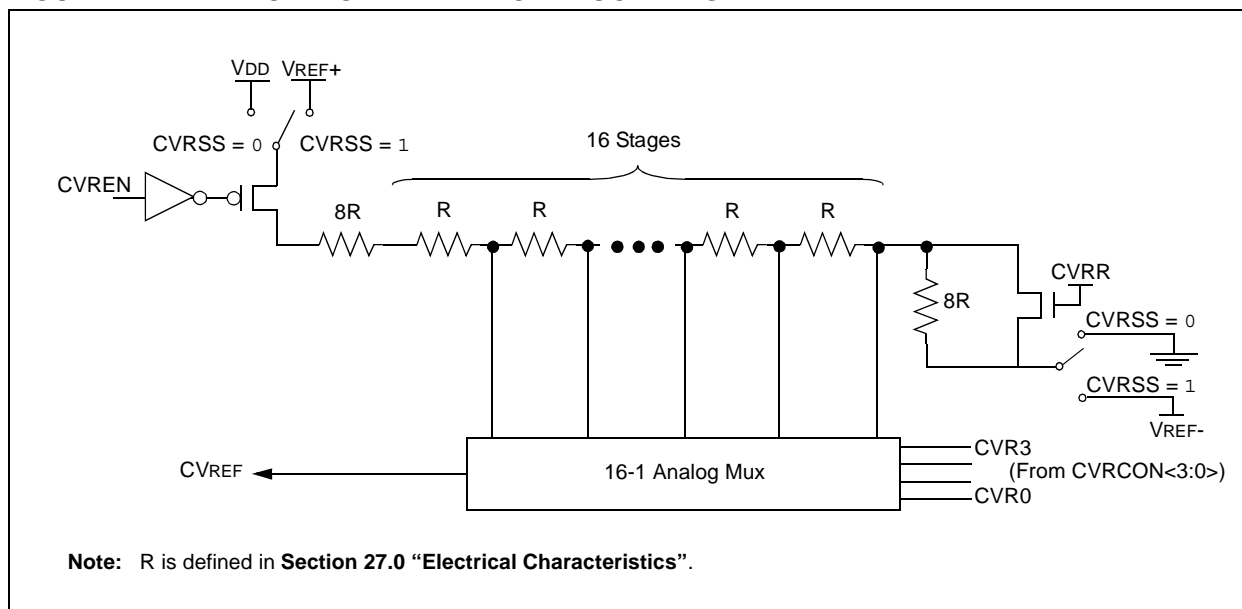 VDD VREF+
CVRSS = 0 CVRSS = 1
16 Stages
CVREN
8R R R R R
CVRR
8R
CVRSS = 0
CVRSS = 1
VREF-
CVREF
16-1 Analog Mux
CVR3
(From CVRCON<3:0>)
CVR0
Note: R is defined in Section 27.0 “Electrical Characteristics”.